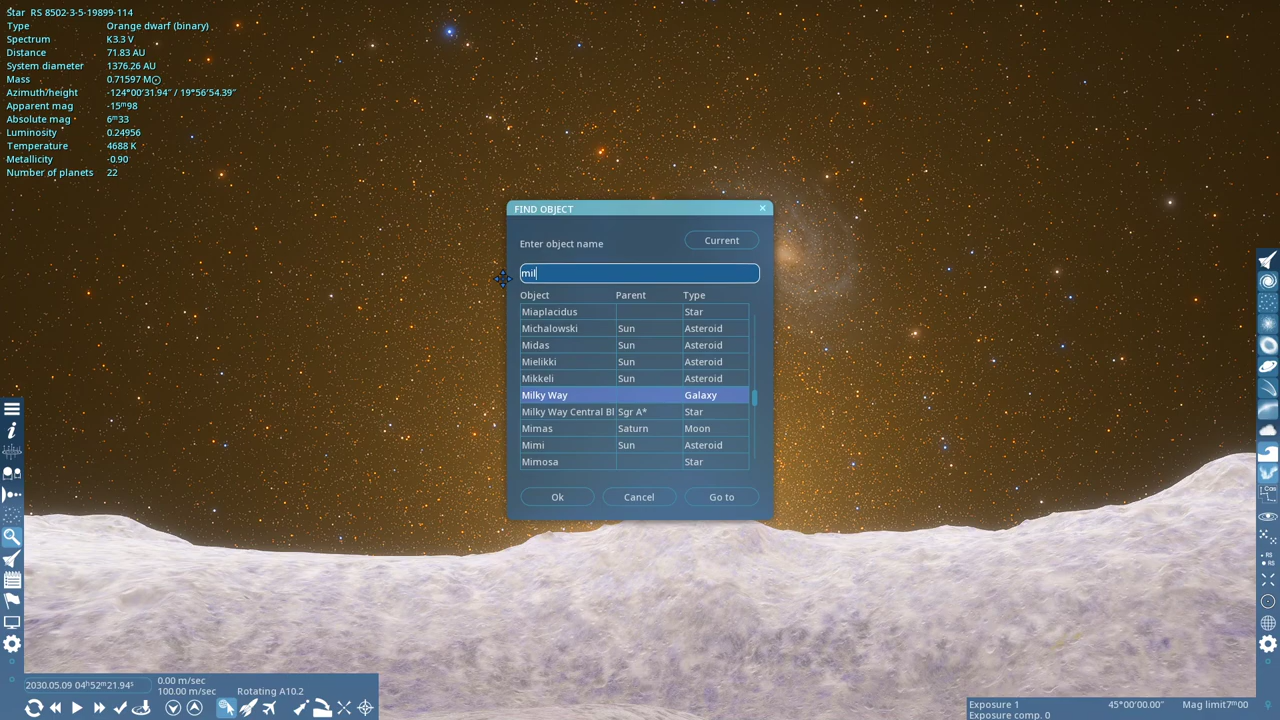 Star RS 8502-3-5-19899-114
Type Orange dwarf (binary)
Spectrum K3.3 V
Distance 71.83 AU
System diameter 1376.26 AU
Mass 0.71597 M☉
Azimuth/height -124°00'31.94" / 19°56'54.39"
Apparent mag -15ᵐ98
Absolute mag 6ᵐ33
Luminosity 0.24956
Temperature 4688 K
Metallicity -0.90
Number of planets 22
FIND OBJECT
Enter object name
Current
mil
Object Parent Type
Miaplacidus Star
Michalowski Sun Asteroid
Midas Sun Asteroid
Mielikki Sun Asteroid
Mikkeli Sun Asteroid
Milky Way Galaxy
Milky Way Central Bl Sgr A* Star
Mimas Saturn Moon
Mimi Sun Asteroid
Mimosa Star
Ok Cancel Go to
RS
RS
2030.05.09 04ʰ52ᵐ21.94ˢ
0.00 m/sec
100.00 m/sec Rotating A10.2
Exposure 1 45°00'00.00" Mag limit7ᵐ00
Exposure comp. 0